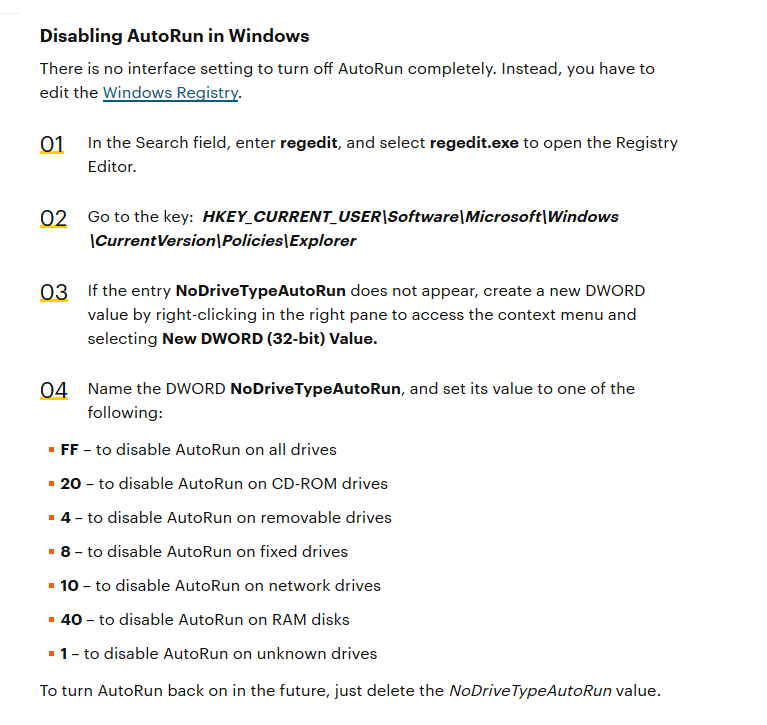 Disabling AutoRun in Windows
There is no interface setting to turn off AutoRun completely. Instead, you have to
edit the Windows Registry.
01 In the Search field, enter regedit, and select regedit.exe to open the Registry
Editor.
02 Go to the key: HKEY_CURRENT_USER\Software\Microsoft\Windows
\CurrentVersion\Policies\Explorer
03 If the entry NoDriveTypeAutoRun does not appear, create a new DWORD
value by right-clicking in the right pane to access the context menu and
selecting New DWORD (32-bit) Value.
04 Name the DWORD NoDriveTypeAutoRun, and set its value to one of the
following:
FF – to disable AutoRun on all drives
20 – to disable AutoRun on CD-ROM drives
4 – to disable AutoRun on removable drives
8 – to disable AutoRun on fixed drives
10 – to disable AutoRun on network drives
40 – to disable AutoRun on RAM disks
1 – to disable AutoRun on unknown drives
To turn AutoRun back on in the future, just delete the NoDriveTypeAutoRun value.